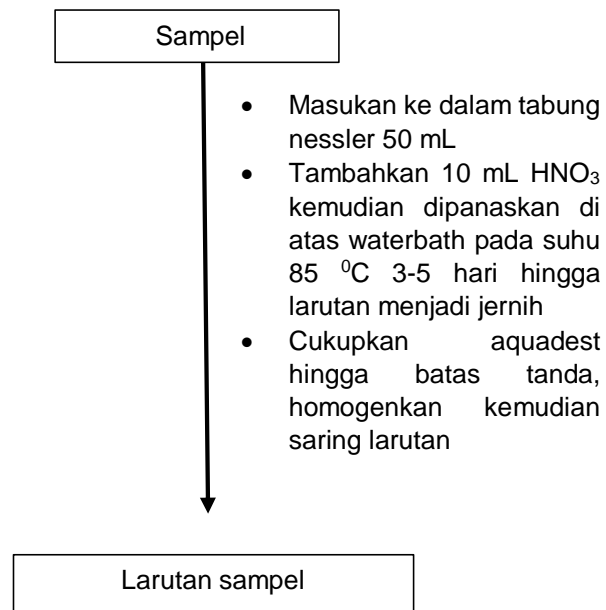 Sampel
• Masukan ke dalam tabung
nessler 50 mL
• Tambahkan 10 mL HNO₃
kemudian dipanaskan di
atas waterbath pada suhu
85 ⁰C 3-5 hari hingga
larutan menjadi jernih
• Cukupkan aquadest
hingga batas tanda,
homogenkan kemudian
saring larutan
Larutan sampel